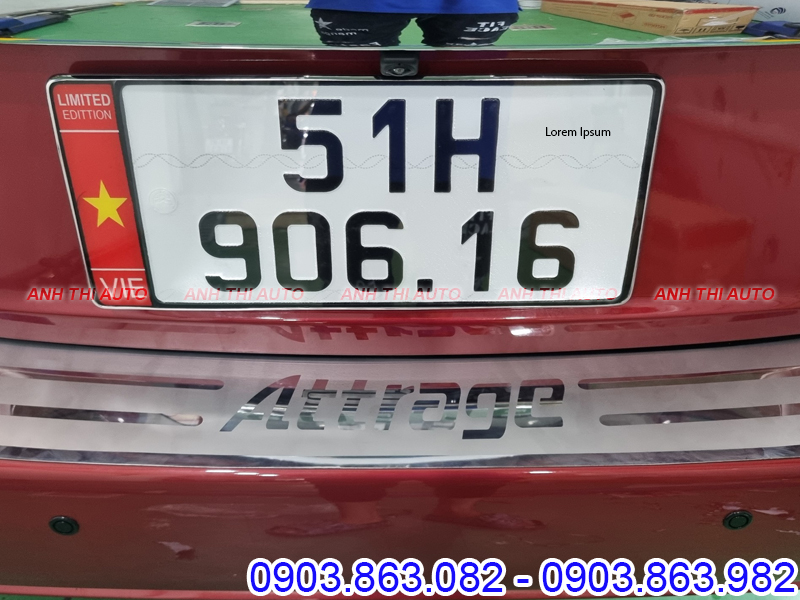 LIMITED
EDITION
51H
Lorem Ipsum
906.16
VIE
ANH THI AUTO ANH THI AUTO ANH THI AUTO ANH THI AUTO ANH THI AUTO
Attrage
0903.863.082 - 0903.863.982